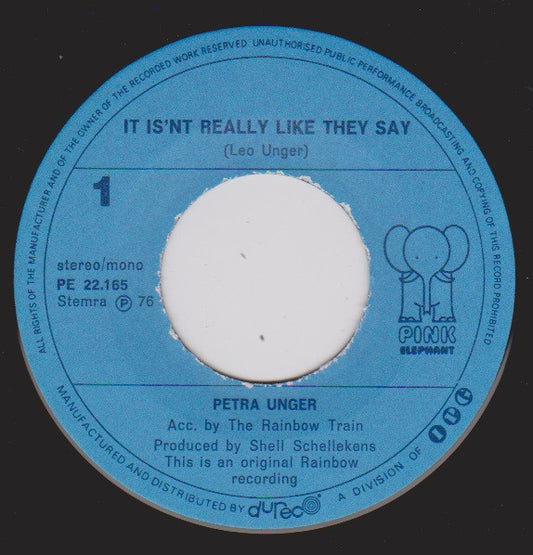 ALL RIGHTS OF THE MANUFACTURER AND OF THE OWNER OF THE RECORDED WORK RESERVED. UNAUTHORISED PUBLIC PERFORMANCE BROADCASTING AND COPYING OF THIS RECORD PROHIBITED
IT IS'NT REALLY LIKE THEY SAY
(Leo Unger)
1
stereo/mono
PE 22.165
Stemra Ⓟ 76
PINK
ELEPHANT
PETRA UNGER
Acc. by The Rainbow Train
Produced by Shell Schellekens
This is an original Rainbow
recording
MANUFACTURED AND DISTRIBUTED BY dureco A DIVISION OF